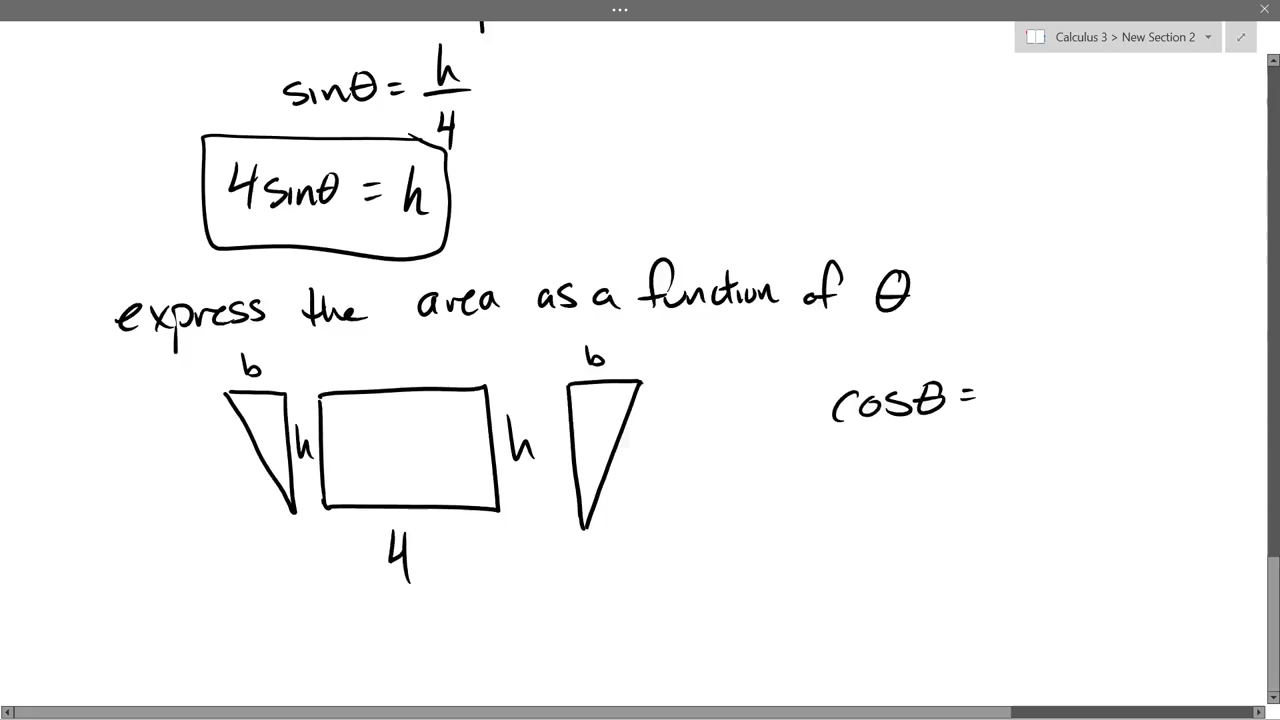 ...
Calculus 3 > New Section 2
sinθ = h/4
4sinθ = h
express the area as a function of θ
b b
cosθ =
h h
4